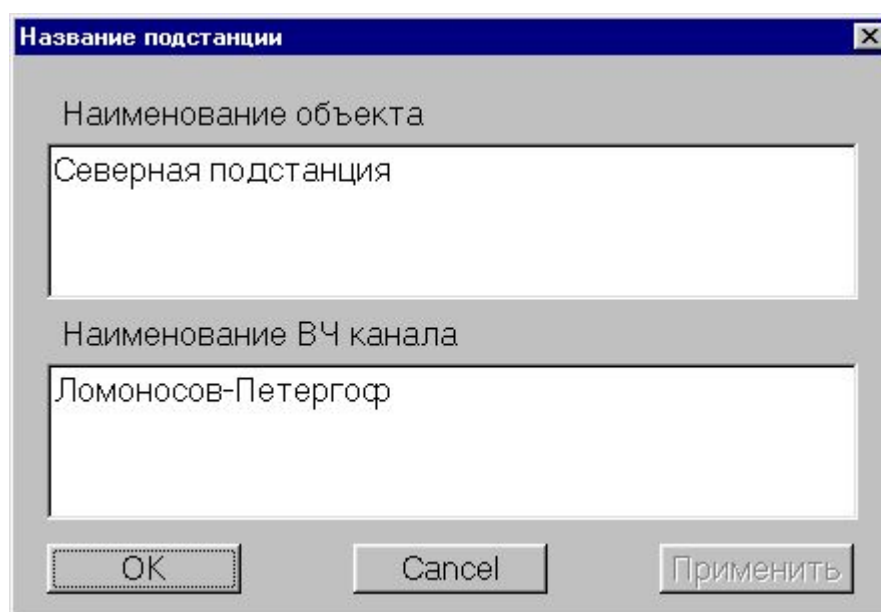 Название подстанции
Наименование объекта
Северная подстанция
Наименование ВЧ канала
Ломоносов-Петергоф
OK Cancel Применить